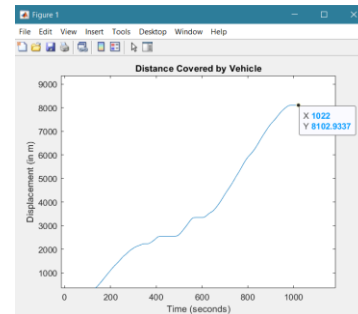 Figure 1
File Edit View Insert Tools Desktop Window Help
Distance Covered by Vehicle
9000
8000
7000
6000
5000
4000
3000
2000
1000
Displacement (in m)
X 1022
Y 8102.9337
0 200 400 600 800 1000
Time (seconds)